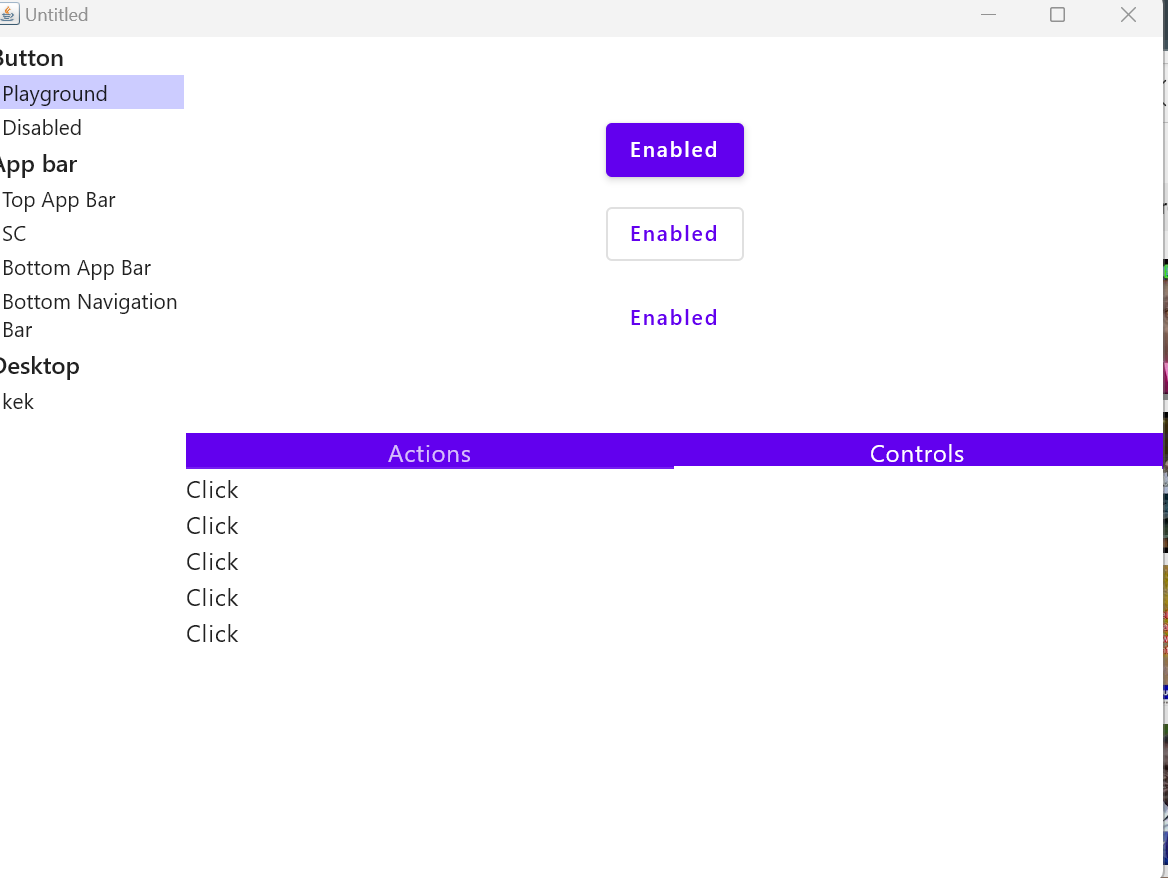 Untitled
Button
Playground
Disabled
App bar
Top App Bar
SC
Bottom App Bar
Bottom Navigation
Bar
Desktop
kek
Enabled
Enabled
Enabled
Actions
Controls
Click
Click
Click
Click
Click